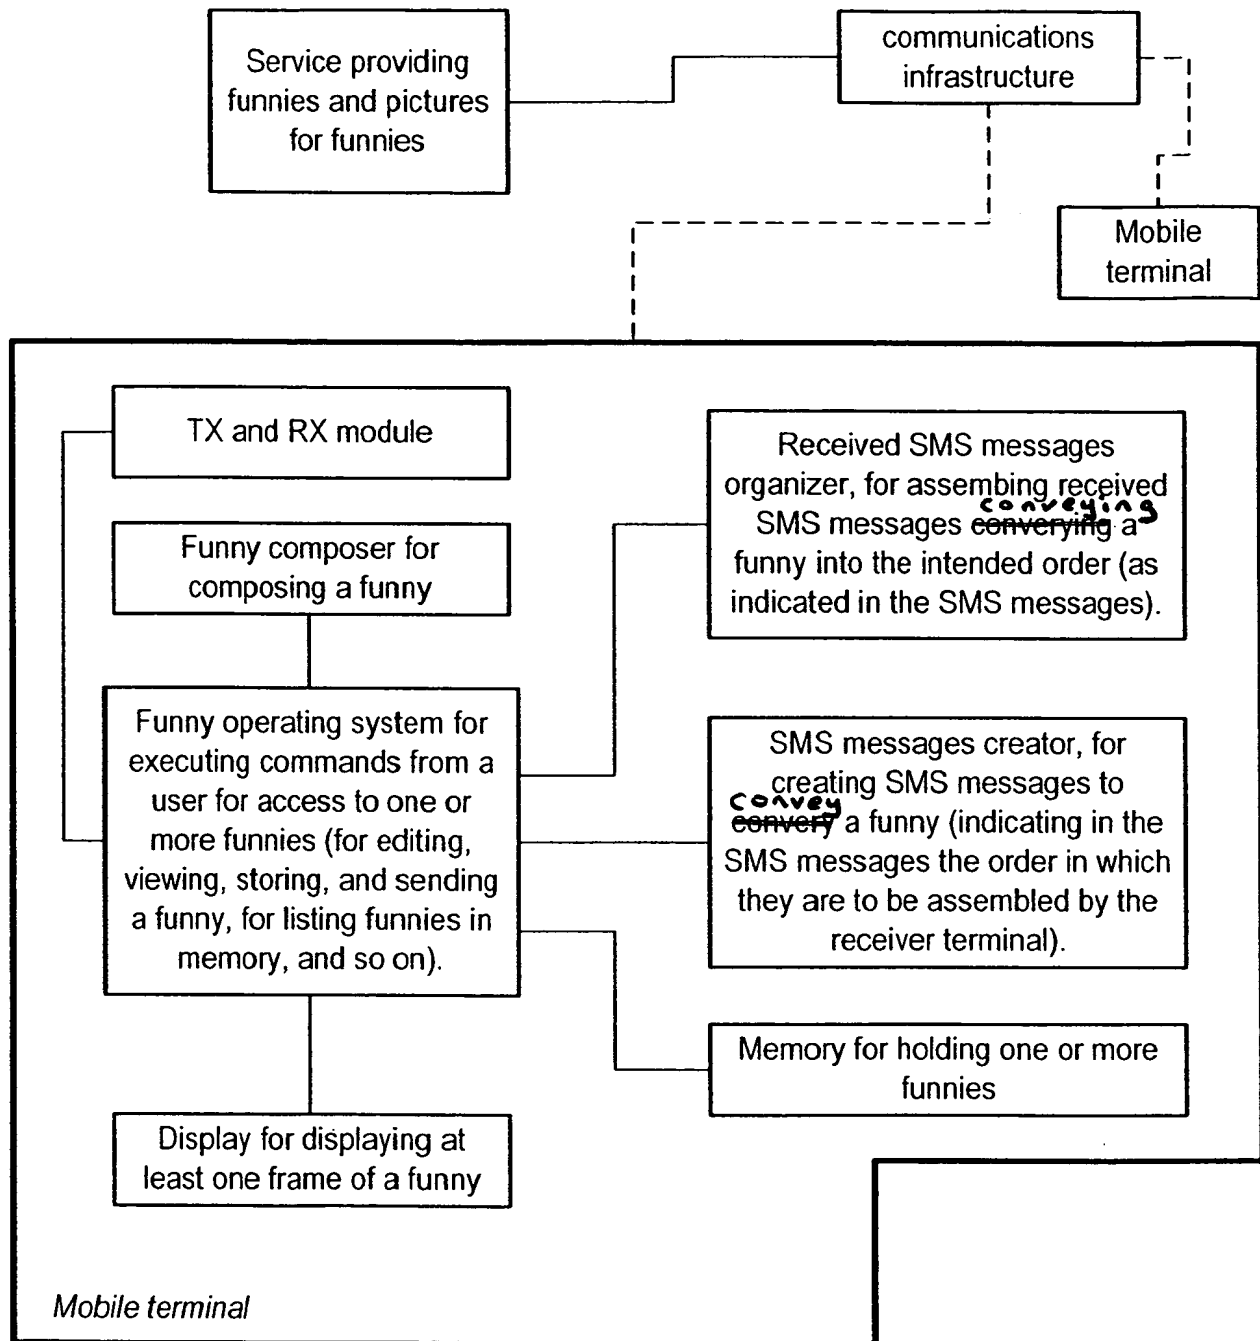 Service providing
funnies and pictures
for funnies
communications
infrastructure
Mobile
terminal
TX and RX module
Funny composer for
composing a funny
Funny operating system for
executing commands from a
user for access to one or
more funnies (for editing,
viewing, storing, and sending
a funny, for listing funnies in
memory, and so on).
Display for displaying at
least one frame of a funny
Received SMS messages
organizer, for assembing received
conveying
SMS messages converying a
funny into the intended order (as
indicated in the SMS messages).
SMS messages creator, for
creating SMS messages to
convey
convery a funny (indicating in the
SMS messages the order in which
they are to be assembled by the
receiver terminal).
Memory for holding one or more
funnies
Mobile terminal